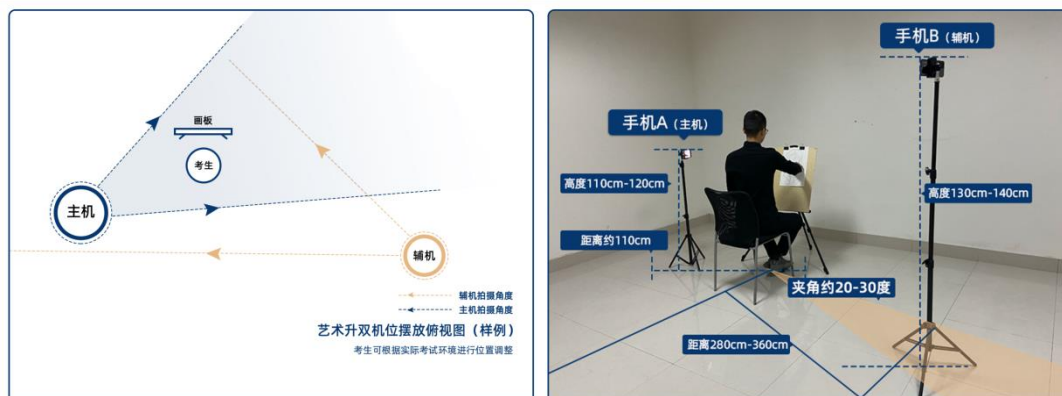 画板
考生
主机
辅机
辅机拍摄角度
主机拍摄角度
艺术升双机位摆放俯视图（样例）
考生可根据实际考试环境进行位置调整
手机B（辅机）
手机A（主机）
高度110cm-120cm
高度130cm-140cm
距离约110cm
夹角约20-30度
距离280cm-360cm